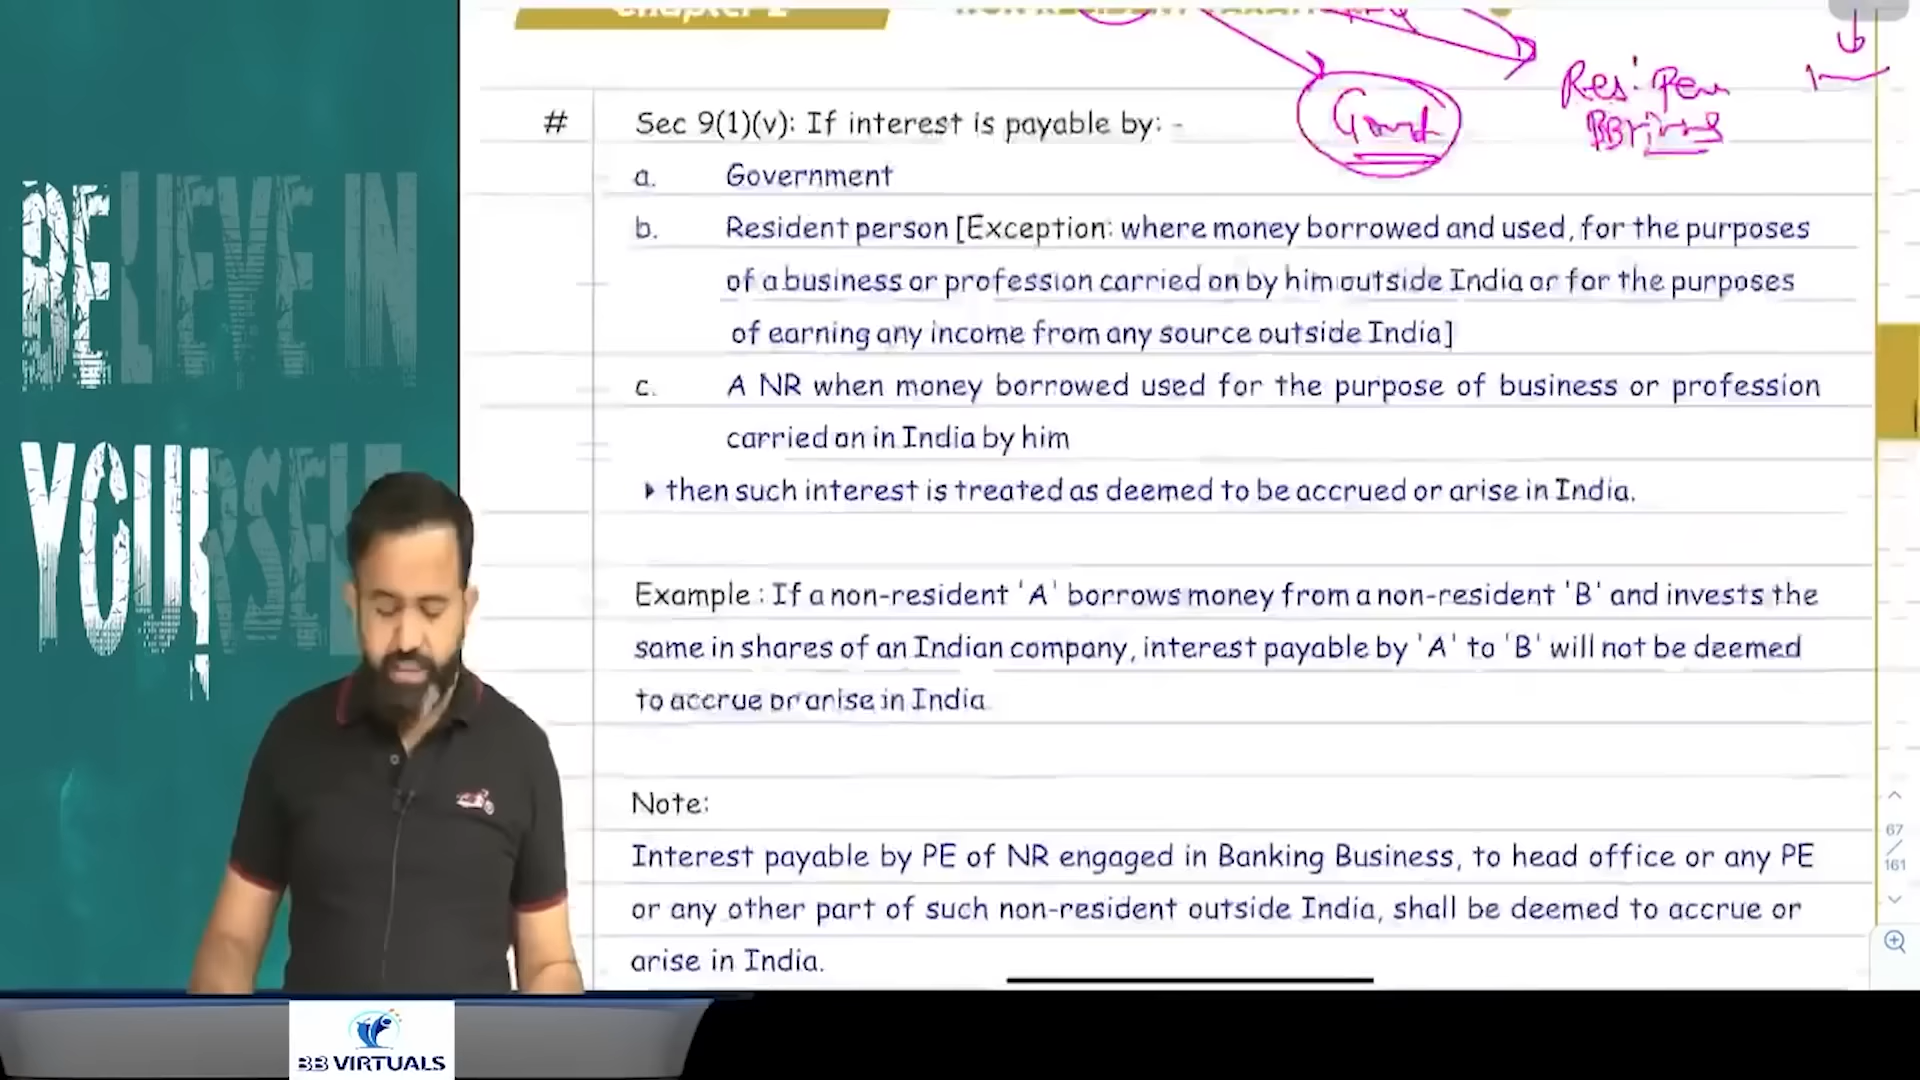 BELIEVE IN
YOURSELF
Chapter 2
Govt
Res. Per
# Sec 9(1)(v): If interest is payable by: -
a. Government
b. Resident person [Exception: where money borrowed and used, for the purposes
of a business or profession carried on by him outside India or for the purposes
of earning any income from any source outside India]
c. A NR when money borrowed used for the purpose of business or profession
carried on in India by him
▸ then such interest is treated as deemed to be accrued or arise in India.
Example : If a non-resident 'A' borrows money from a non-resident 'B' and invests the
same in shares of an Indian company, interest payable by 'A' to 'B' will not be deemed
to accrue or arise in India
Note:
Interest payable by PE of NR engaged in Banking Business, to head office or any PE
or any other part of such non-resident outside India, shall be deemed to accrue or
arise in India.
67
/
161
BB VIRTUALS